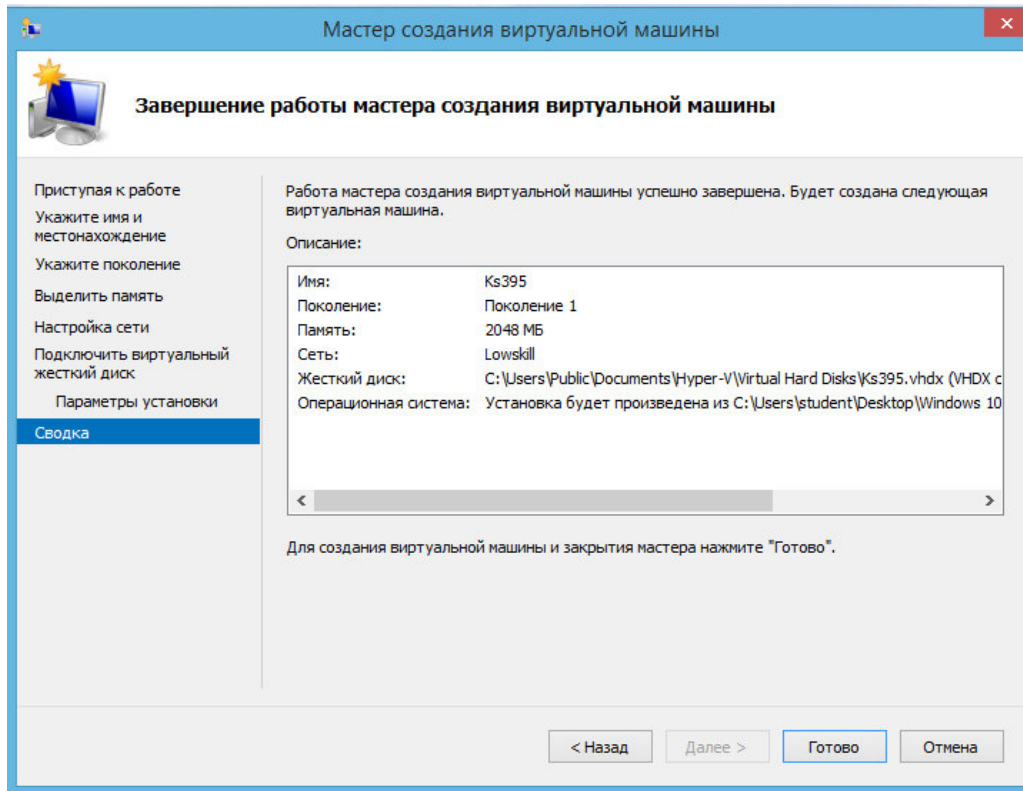 Мастер создания виртуальной машины
Завершение работы мастера создания виртуальной машины
Приступая к работе
Укажите имя и
местонахождение
Укажите поколение
Выделить память
Настройка сети
Подключить виртуальный
жесткий диск
Параметры установки
Сводка
Работа мастера создания виртуальной машины успешно завершена. Будет создана следующая
виртуальная машина.
Описание:
Имя: Ks395
Поколение: Поколение 1
Память: 2048 МБ
Сеть: Lowskill
Жесткий диск: C:\Users\Public\Documents\Hyper-V\Virtual Hard Disks\Ks395.vhdx (VHDX с
Операционная система: Установка будет произведена из C:\Users\student\Desktop\Windows 10
Для создания виртуальной машины и закрытия мастера нажмите "Готово".
< Назад
Далее >
Готово
Отмена